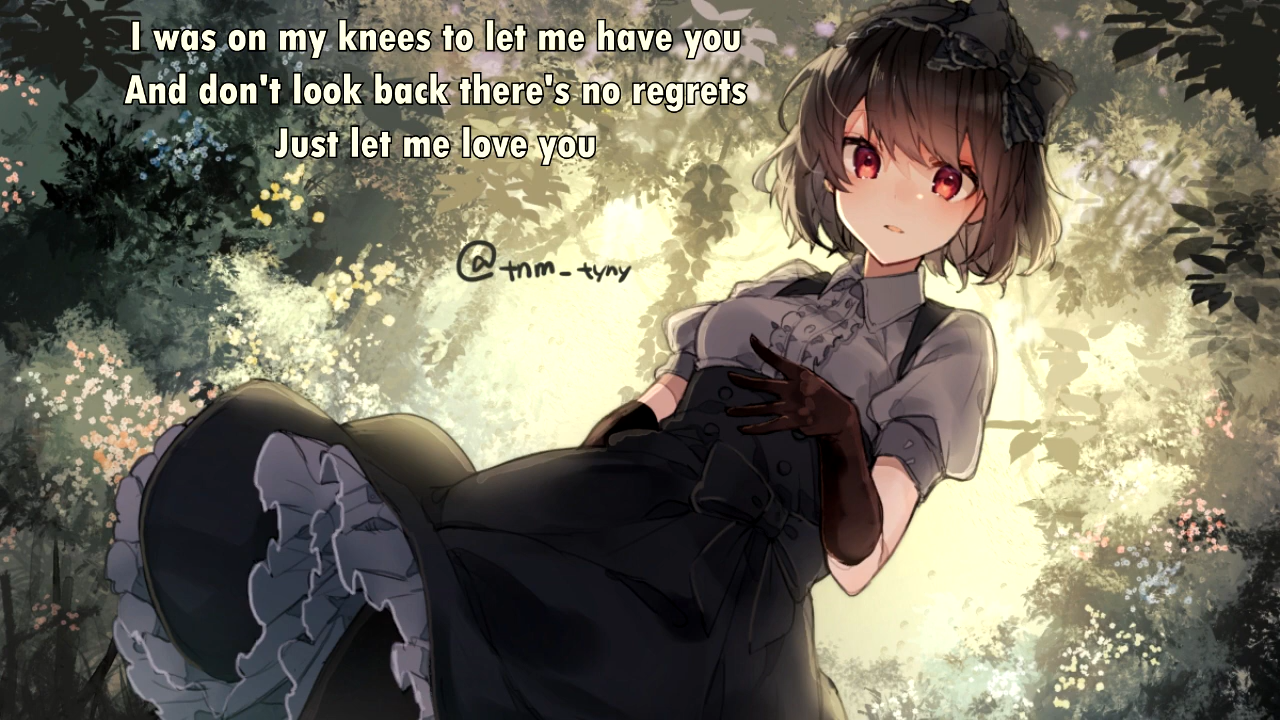 I was on my knees to let me have you
And don't look back there's no regrets
Just let me love you
@tnm_tyny